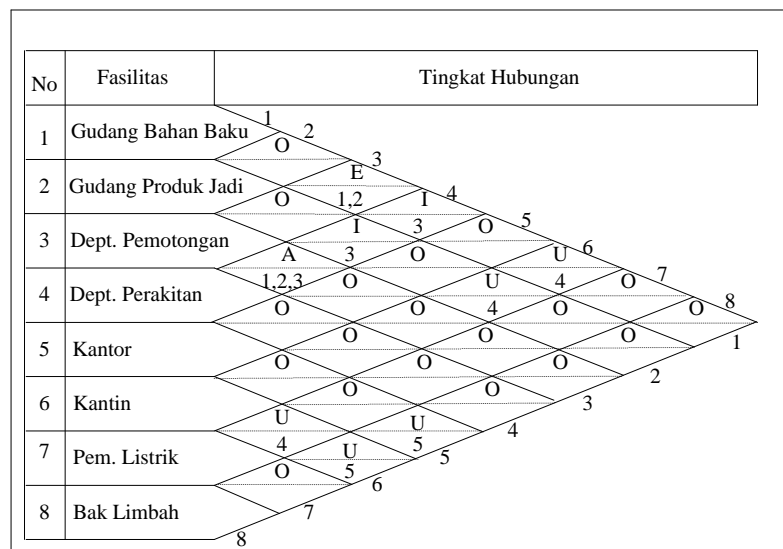 No Fasilitas Tingkat Hubungan
1 Gudang Bahan Baku
2 Gudang Produk Jadi
3 Dept. Pemotongan
4 Dept. Perakitan
5 Kantor
6 Kantin
7 Pem. Listrik
8 Bak Limbah
1
2
O
3
E
O 1,2 I 4
I 3 O 5
A 3 O U 6
1,2,3 O U 4 O 7
O O 4 O O 8
O O O 1
O O O 2
O O 3
U U 4
4 U 5 5
O 5 6
7
8